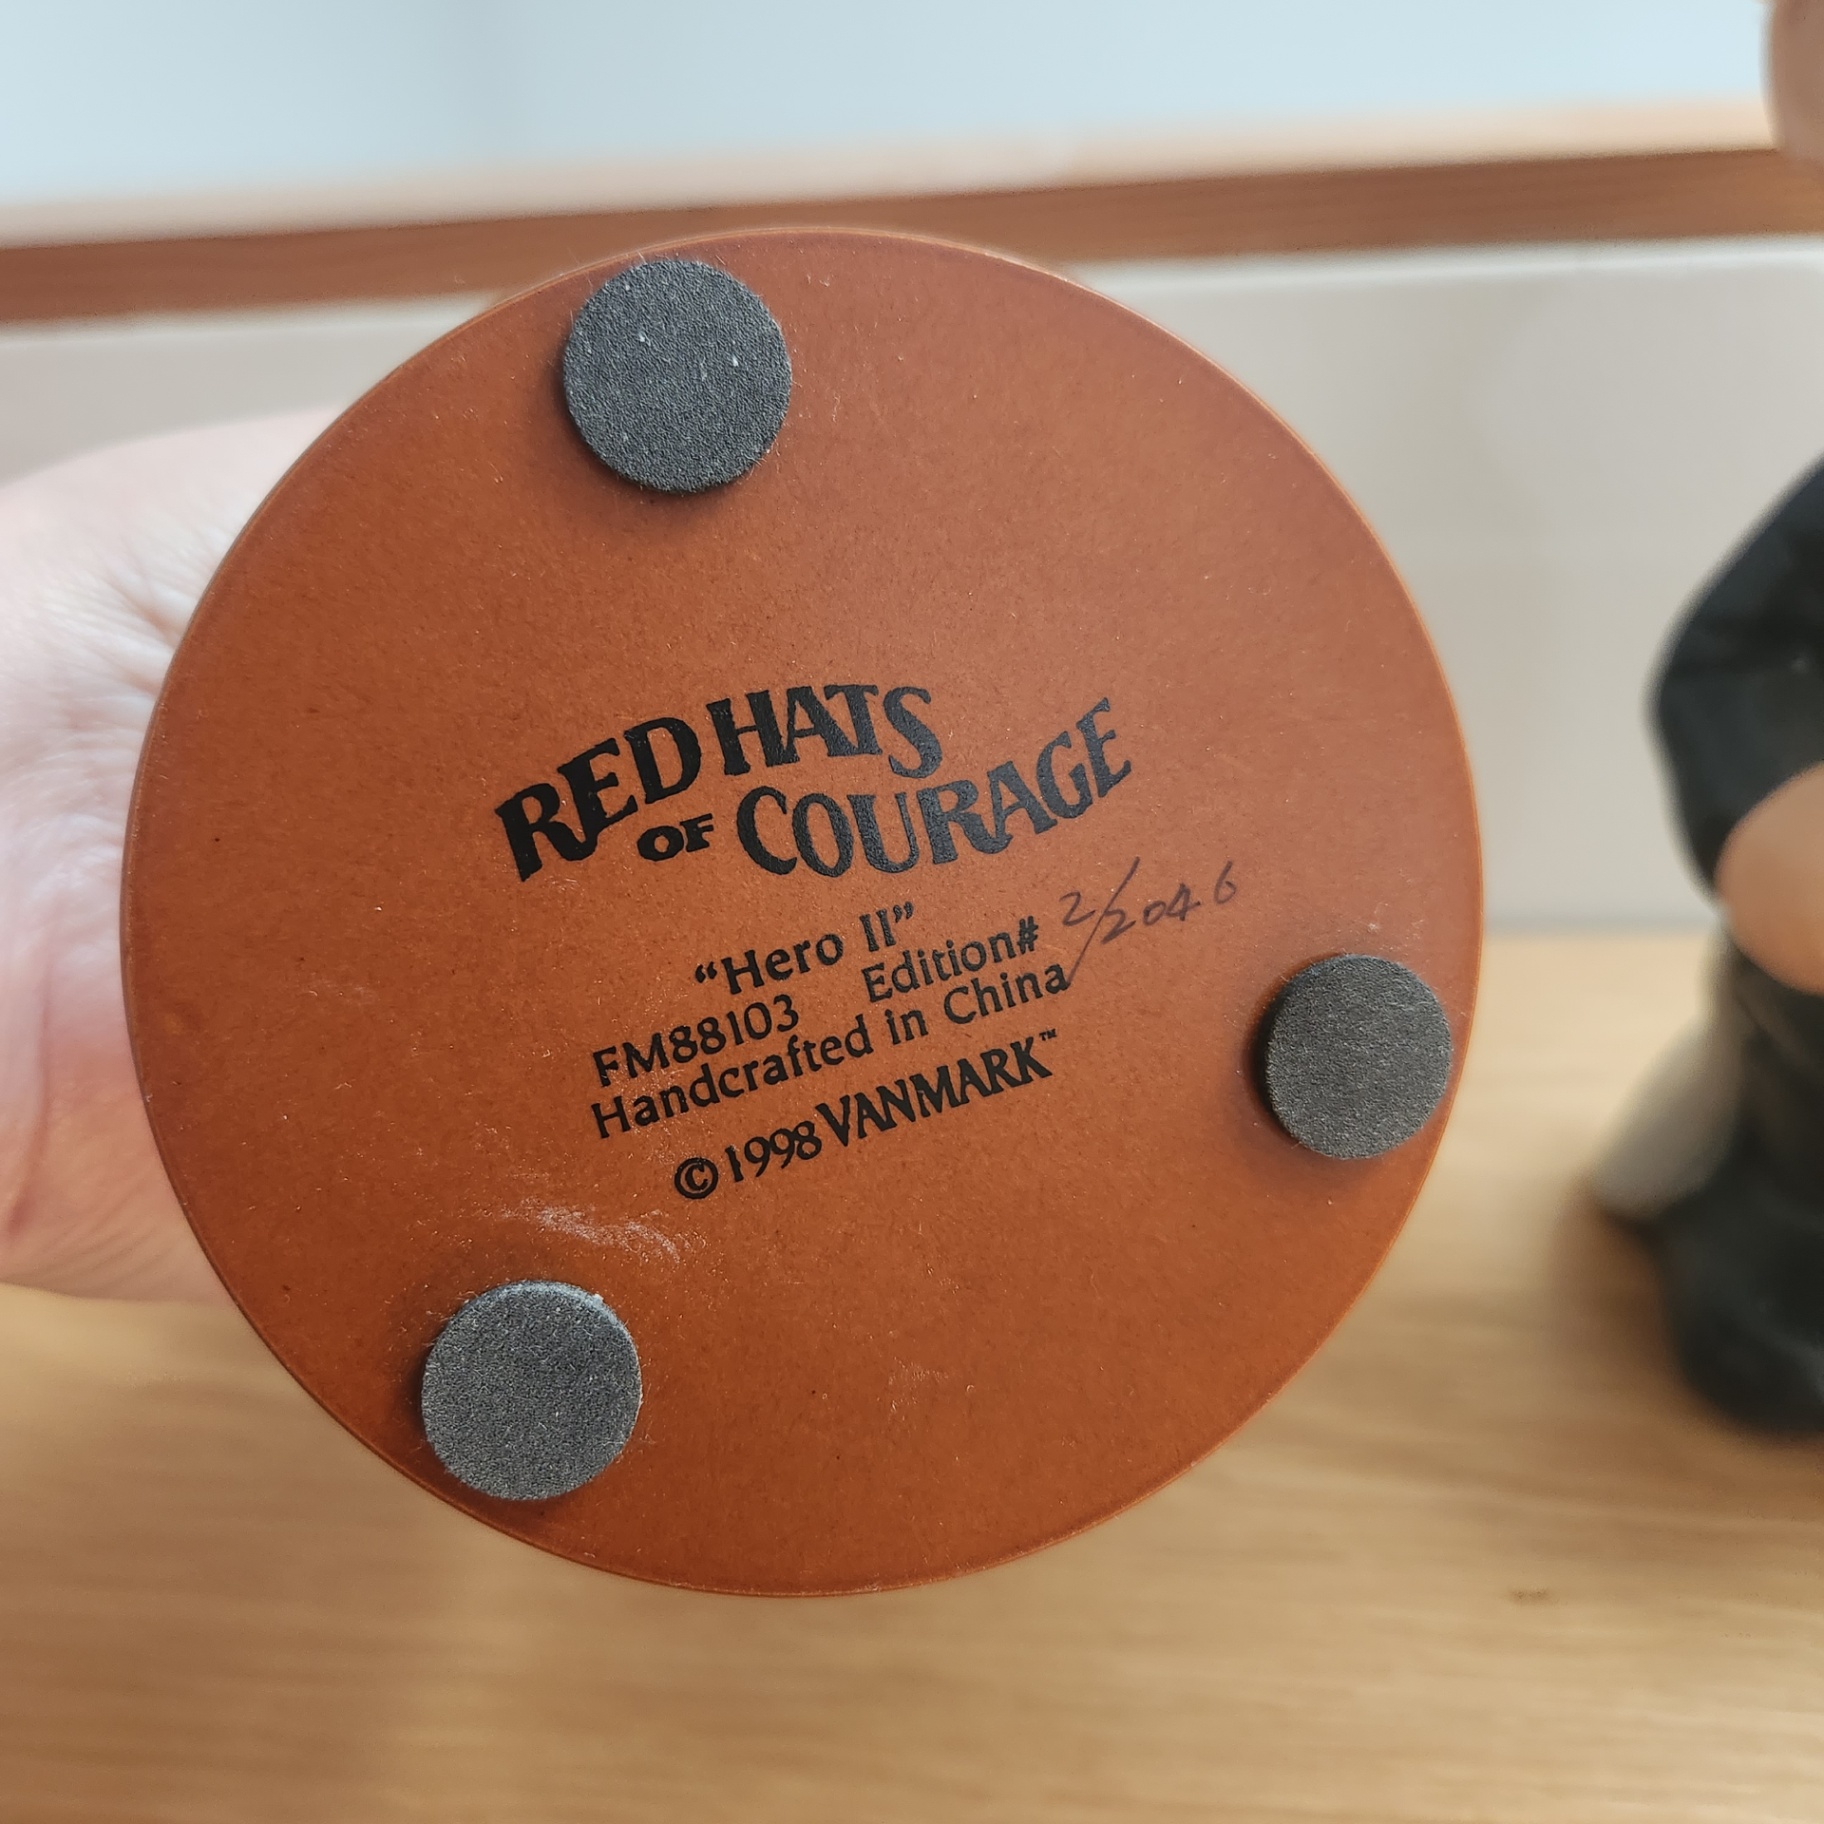 RED HATS
OF COURAGE
"Hero II"
FM88103 Edition# 2/2046
Handcrafted in China
© 1998 VANMARK™